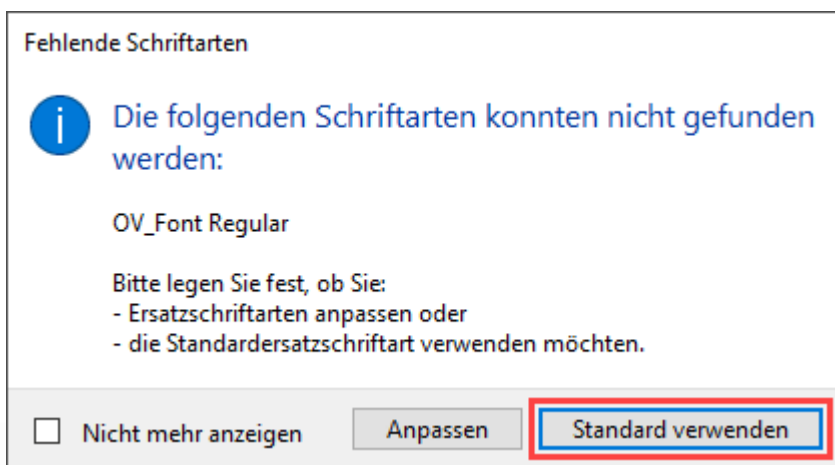 Fehlende Schriftarten
Die folgenden Schriftarten konnten nicht gefunden
werden:
OV_Font Regular
Bitte legen Sie fest, ob Sie:
- Ersatzschriftarten anpassen oder
- die Standardersatzschriftart verwenden möchten.
Nicht mehr anzeigen Anpassen Standard verwenden